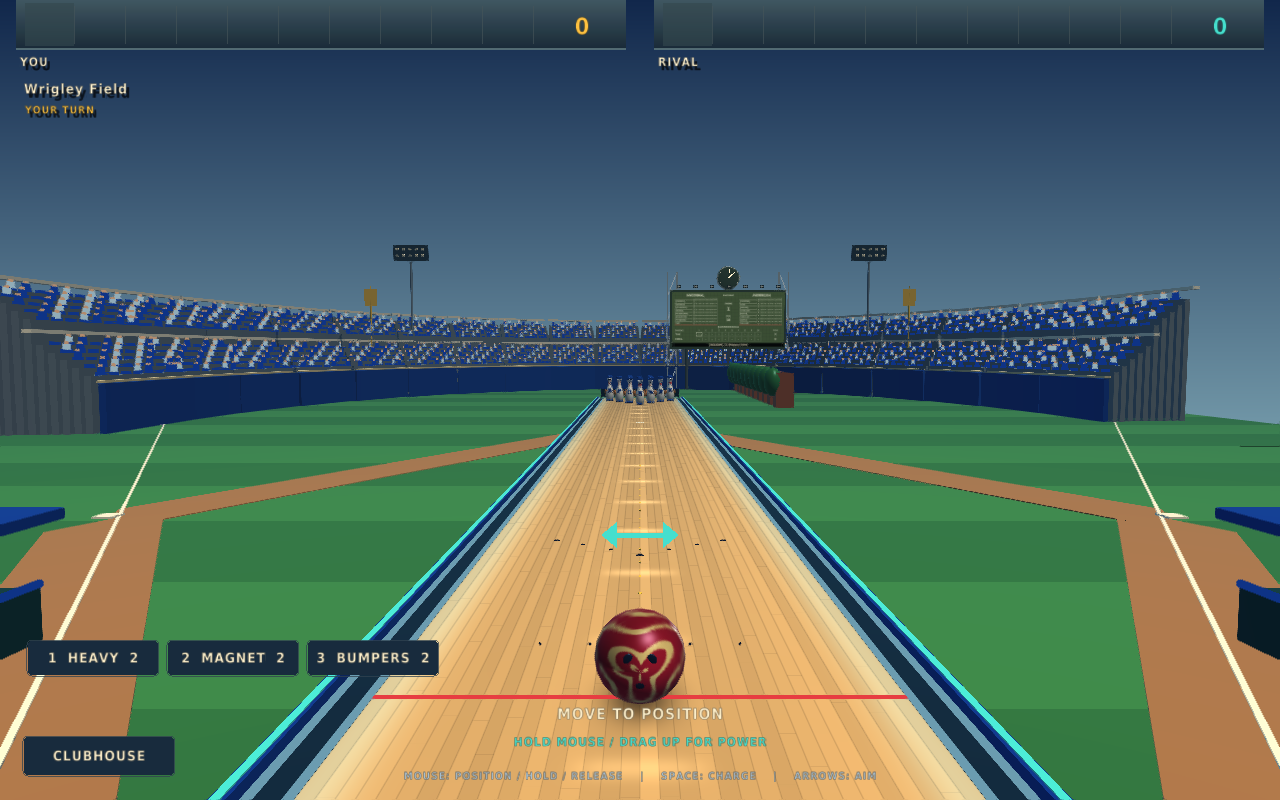 0
0
YOU
RIVAL
Wrigley Field
YOUR TURN
1 HEAVY 2
2 MAGNET 2
3 BUMPERS 2
MOVE TO POSITION
HOLD MOUSE / DRAG UP FOR POWER
CLUBHOUSE
MOUSE: POSITION / HOLD / RELEASE | SPACE: CHARGE | ARROWS: AIM